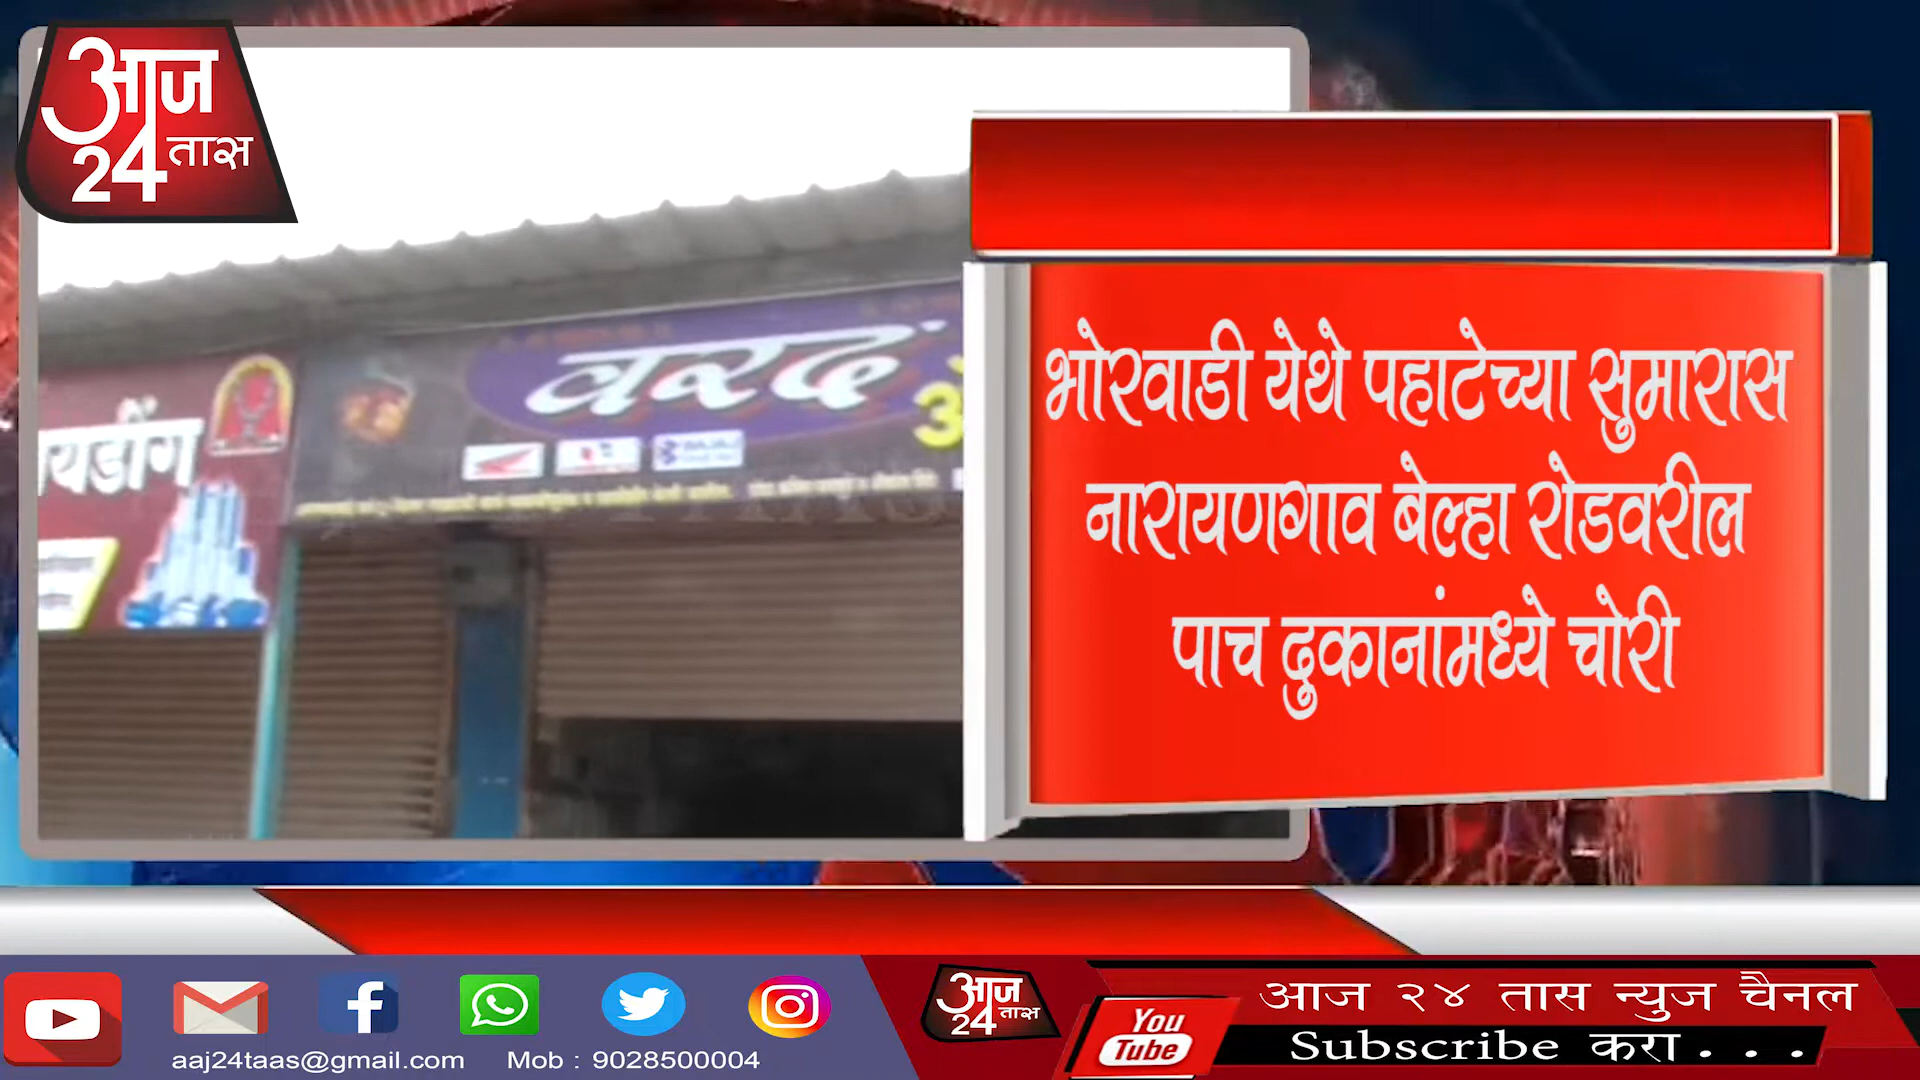 आज
24 तास
वरद
यडींग
BAJAJ
भोरवाडी येथे पहाटेच्या सुमारास
नारायणगाव बेल्हा रोडवरील
पाच दुकानांमध्ये चोरी
aaj24taas@gmail.com Mob : 9028500004
आज
24 तास
You
Tube
आज २४ तास न्युज चैनल
Subscribe करा . . .